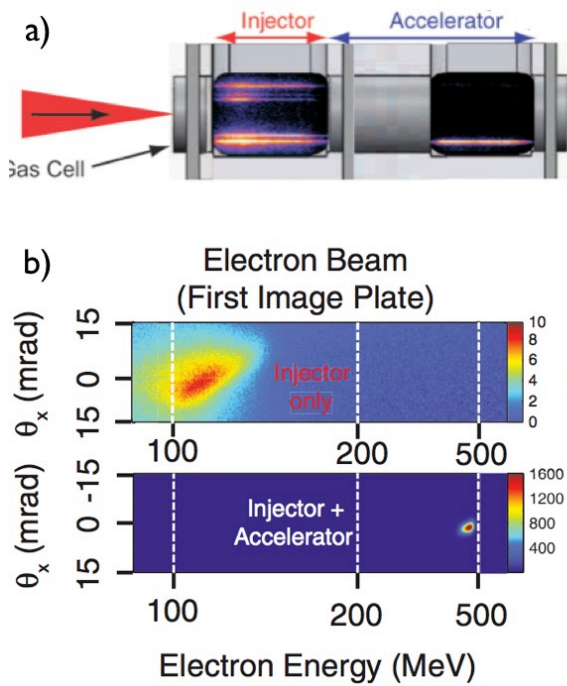 a)
Injector
Accelerator
Gas Cell
b)
Electron Beam
(First Image Plate)
θx (mrad)
15
0
15
Injector
only
10
8
6
4
2
0
100
200
500
θx (mrad)
-15
0
15
Injector +
Accelerator
1600
1200
800
400
100
200
500
Electron Energy (MeV)